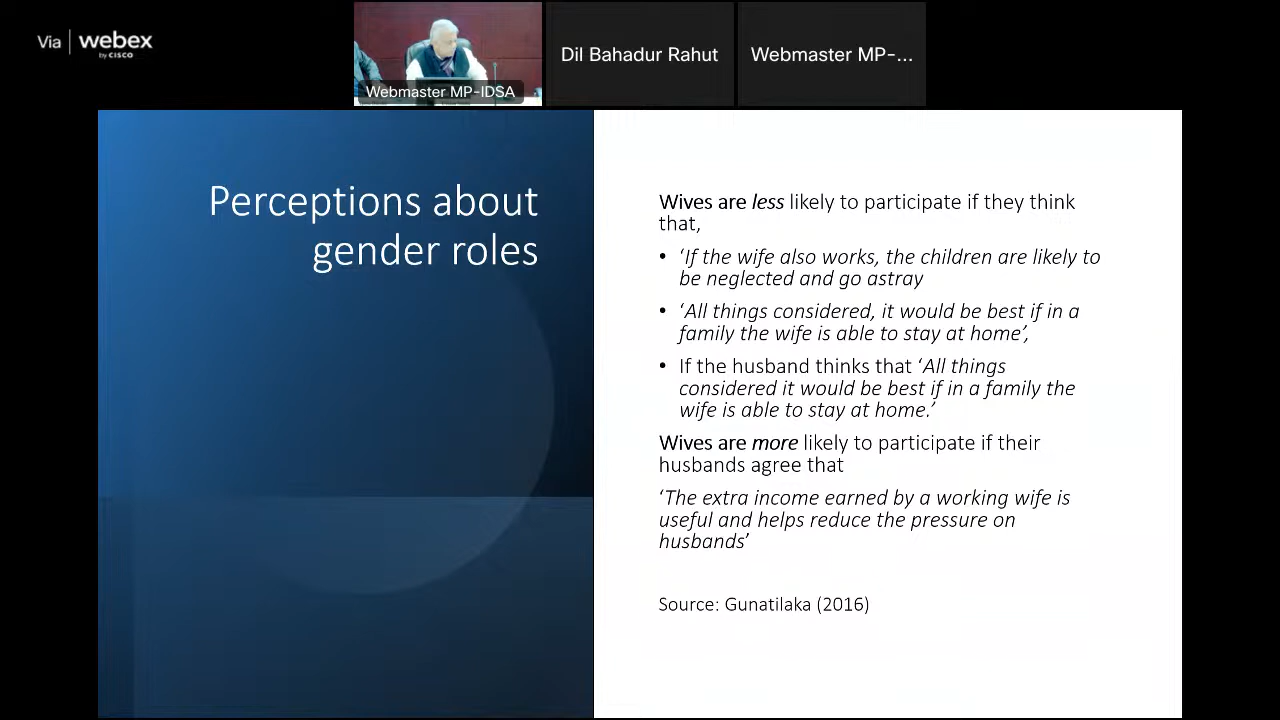 Via | webex
by CISCO
Webmaster MP-IDSA
Dil Bahadur Rahut
Webmaster MP-...
Perceptions about
gender roles
Wives are less likely to participate if they think
that,
• ‘If the wife also works, the children are likely to
be neglected and go astray
• ‘All things considered, it would be best if in a
family the wife is able to stay at home’,
• If the husband thinks that ‘All things
considered it would be best if in a family the
wife is able to stay at home.’
Wives are more likely to participate if their
husbands agree that
‘The extra income earned by a working wife is
useful and helps reduce the pressure on
husbands’
Source: Gunatilaka (2016)